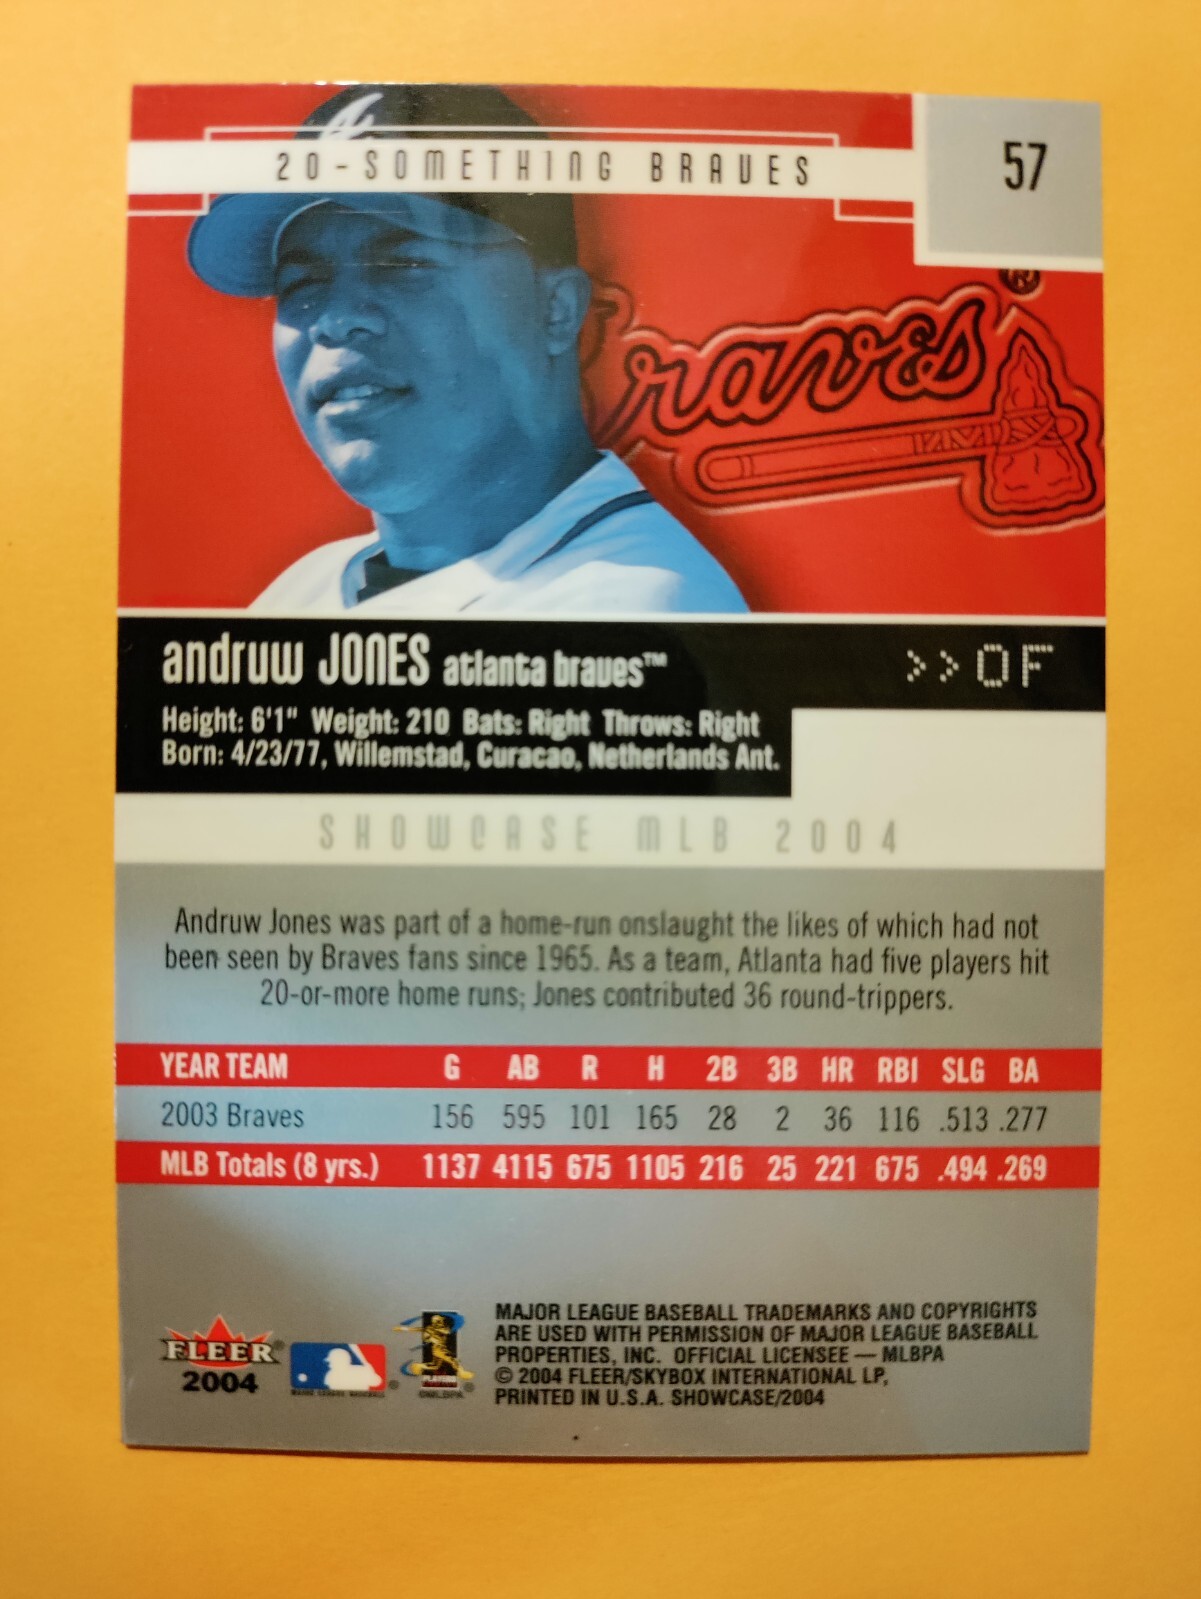 20-SOMETHING BRAVES
57
Braves®
andruw JONES atlanta braves™
>>OF
Height: 6'1" Weight: 210 Bats: Right Throws: Right
Born: 4/23/77, Willemstad, Curacao, Netherlands Ant.
SHOWCASE MLB 2004
Andruw Jones was part of a home-run onslaught the likes of which had not
been seen by Braves fans since 1965. As a team, Atlanta had five players hit
20-or-more home runs; Jones contributed 36 round-trippers.
YEAR TEAM G AB R H 2B 3B HR RBI SLG BA
2003 Braves 156 595 101 165 28 2 36 116 .513 .277
MLB Totals (8 yrs.) 1137 4115 675 1105 216 25 221 675 .494 .269
FLEER®
2004
MAJOR LEAGUE BASEBALL®
PLAYERS
©MLBPA
MAJOR LEAGUE BASEBALL TRADEMARKS AND COPYRIGHTS
ARE USED WITH PERMISSION OF MAJOR LEAGUE BASEBALL
PROPERTIES, INC. OFFICIAL LICENSEE — MLBPA
© 2004 FLEER/SKYBOX INTERNATIONAL LP,
PRINTED IN U.S.A. SHOWCASE/2004